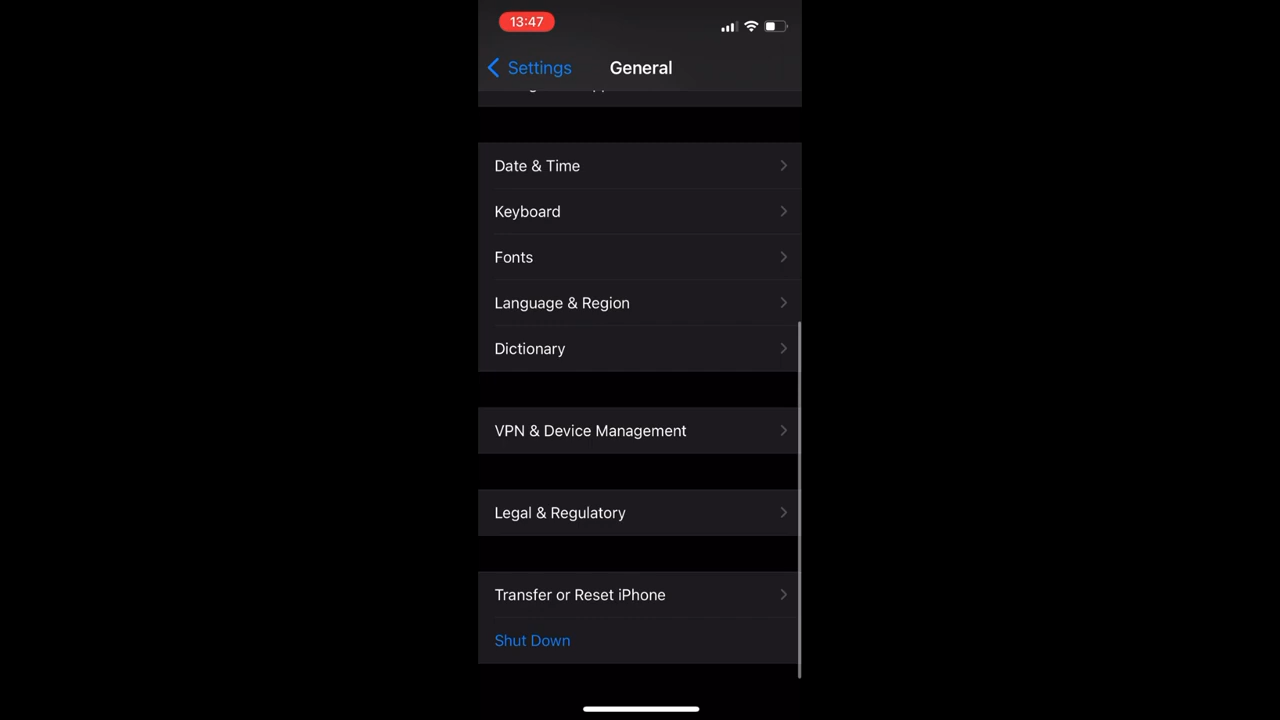 13:47
Settings
General
Date & Time
Keyboard
Fonts
Language & Region
Dictionary
VPN & Device Management
Legal & Regulatory
Transfer or Reset iPhone
Shut Down